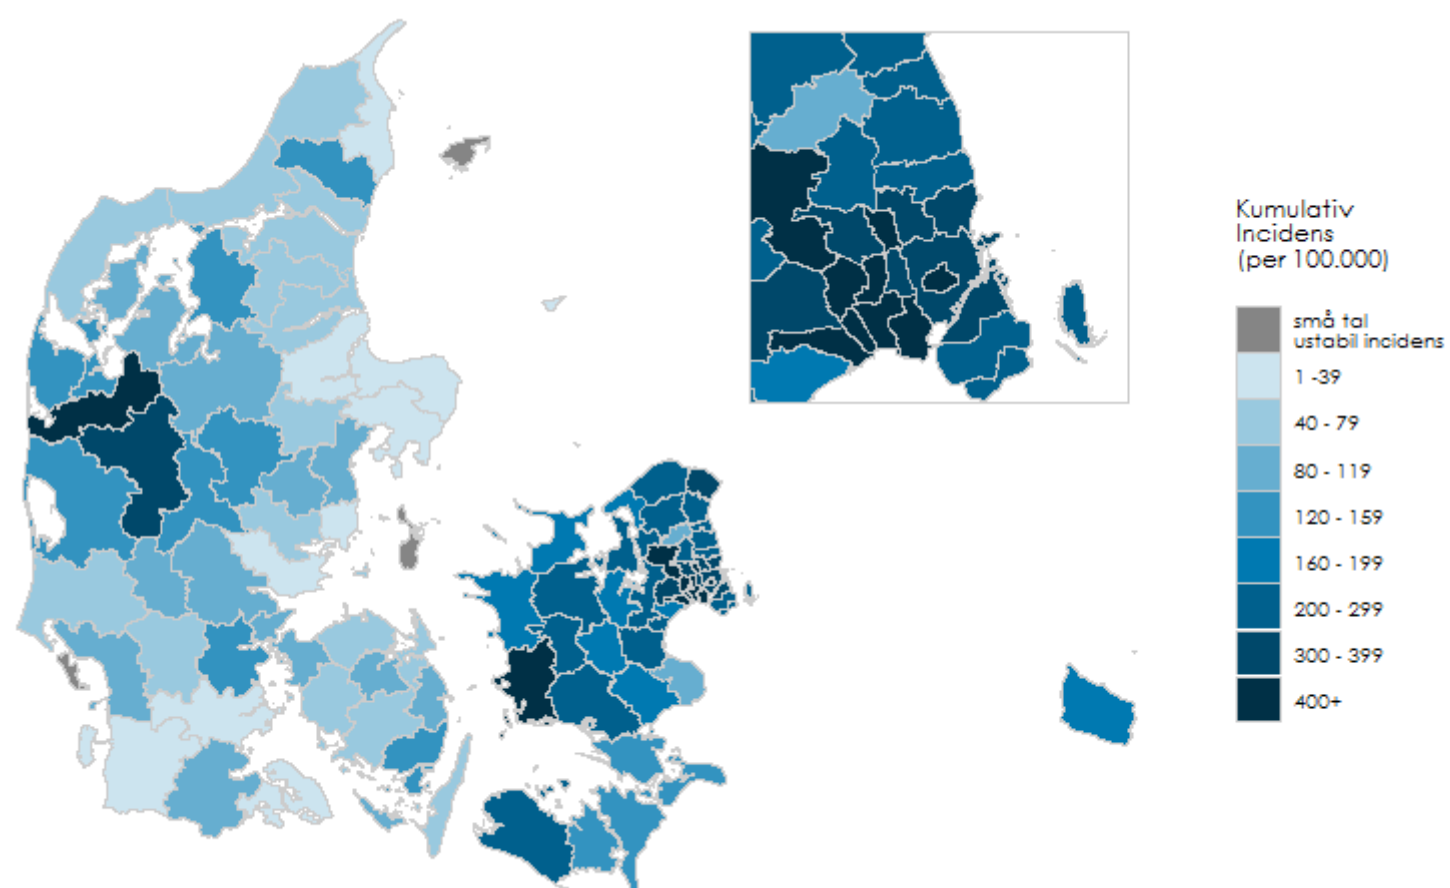 Kumulativ
Incidens
(per 100.000)
små tal
ustabil incidens
1 -39
40 - 79
80 - 119
120 - 159
160 - 199
200 - 299
300 - 399
400+